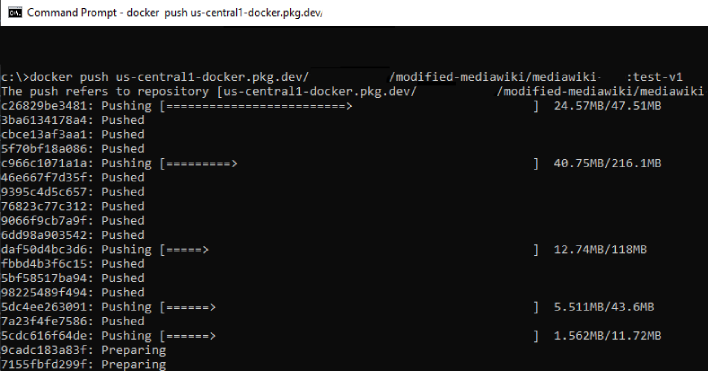 Command Prompt - docker push us-central1-docker.pkg.dev/
c:\>docker push us-central1-docker.pkg.dev/ /modified-mediawiki/mediawiki- :test-v1
The push refers to repository [us-central1-docker.pkg.dev/ /modified-mediawiki/mediawiki
c26829be3481: Pushing [=========================> ] 24.57MB/47.51MB
3ba6134178a4: Pushed
cbce13af3aa1: Pushed
5f70bf18a086: Pushed
c966c1071a1a: Pushing [=========> ] 40.75MB/216.1MB
46e667f7d35f: Pushed
9395c4d5c657: Pushed
76823c77c312: Pushed
9066f9cb7a9f: Pushed
6dd98a903542: Pushed
daf50d4bc3d6: Pushing [=====> ] 12.74MB/118MB
fbbd4b3f6c15: Pushed
5bf58517ba94: Pushed
98225489f494: Pushed
5dc4ee263091: Pushing [======> ] 5.511MB/43.6MB
7a23f4fe7586: Pushed
5cdc616f64de: Pushing [======> ] 1.562MB/11.72MB
9cadc183a83f: Preparing
7155fbfd299f: Preparing